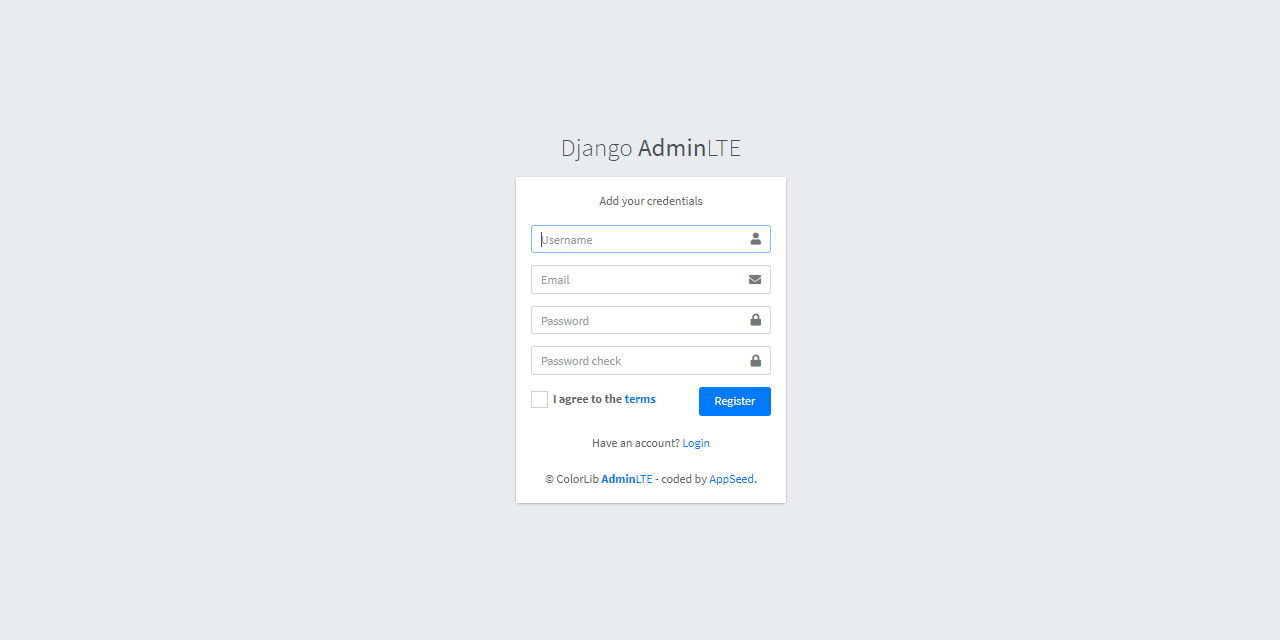 Django AdminLTE
Add your credentials
Username
Email
Password
Password check
I agree to the terms
Register
Have an account? Login
© ColorLib AdminLTE - coded by AppSeed.